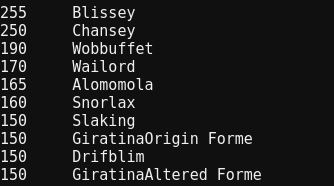 255 Blissey
250 Chansey
190 Wobbuffet
170 Wailord
165 Alomomola
160 Snorlax
150 Slaking
150 GiratinaOrigin Forme
150 Drifblim
150 GiratinaAltered Forme